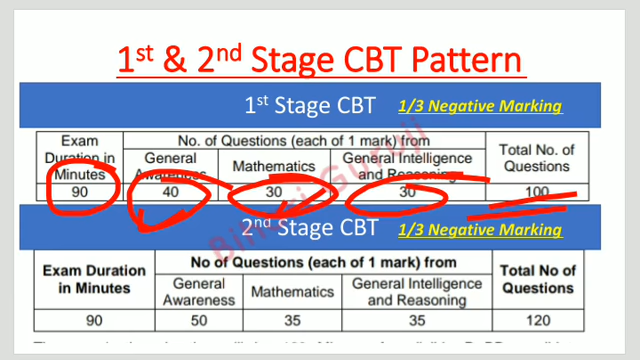 1st & 2nd Stage CBT Pattern
1st Stage CBT 1/3 Negative Marking
Exam Duration in Minutes
No. of Questions (each of 1 mark) from
Total No. of Questions
General Awareness
Mathematics
General Intelligence and Reasoning
90 40 30 30 100
2nd Stage CBT 1/3 Negative Marking
Exam Duration in Minutes
No of Questions (each of 1 mark) from
Total No of Questions
General Awareness
Mathematics
General Intelligence and Reasoning
90 50 35 35 120